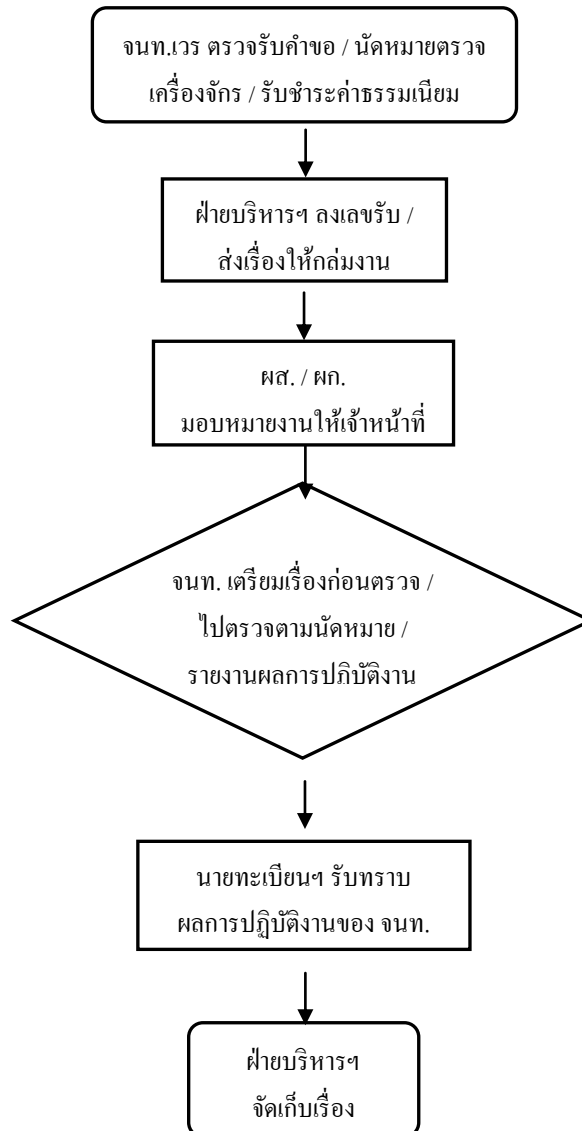 จนท.เวร ตรวจรับคำขอ / นัดหมายตรวจ
เครื่องจักร / รับชำระค่าธรรมเนียม
ฝ่ายบริหารฯ ลงเลขรับ /
ส่งเรื่องให้กลุ่มงาน
ผส. / ผก.
มอบหมายงานให้เจ้าหน้าที่
จนท. เตรียมเรื่องก่อนตรวจ /
ไปตรวจตามนัดหมาย /
รายงานผลการปภิบัติงาน
นายทะเบียนฯ รับทราบ
ผลการปฏิบัติงานของ จนท.
ฝ่ายบริหารฯ
จัดเก็บเรื่อง